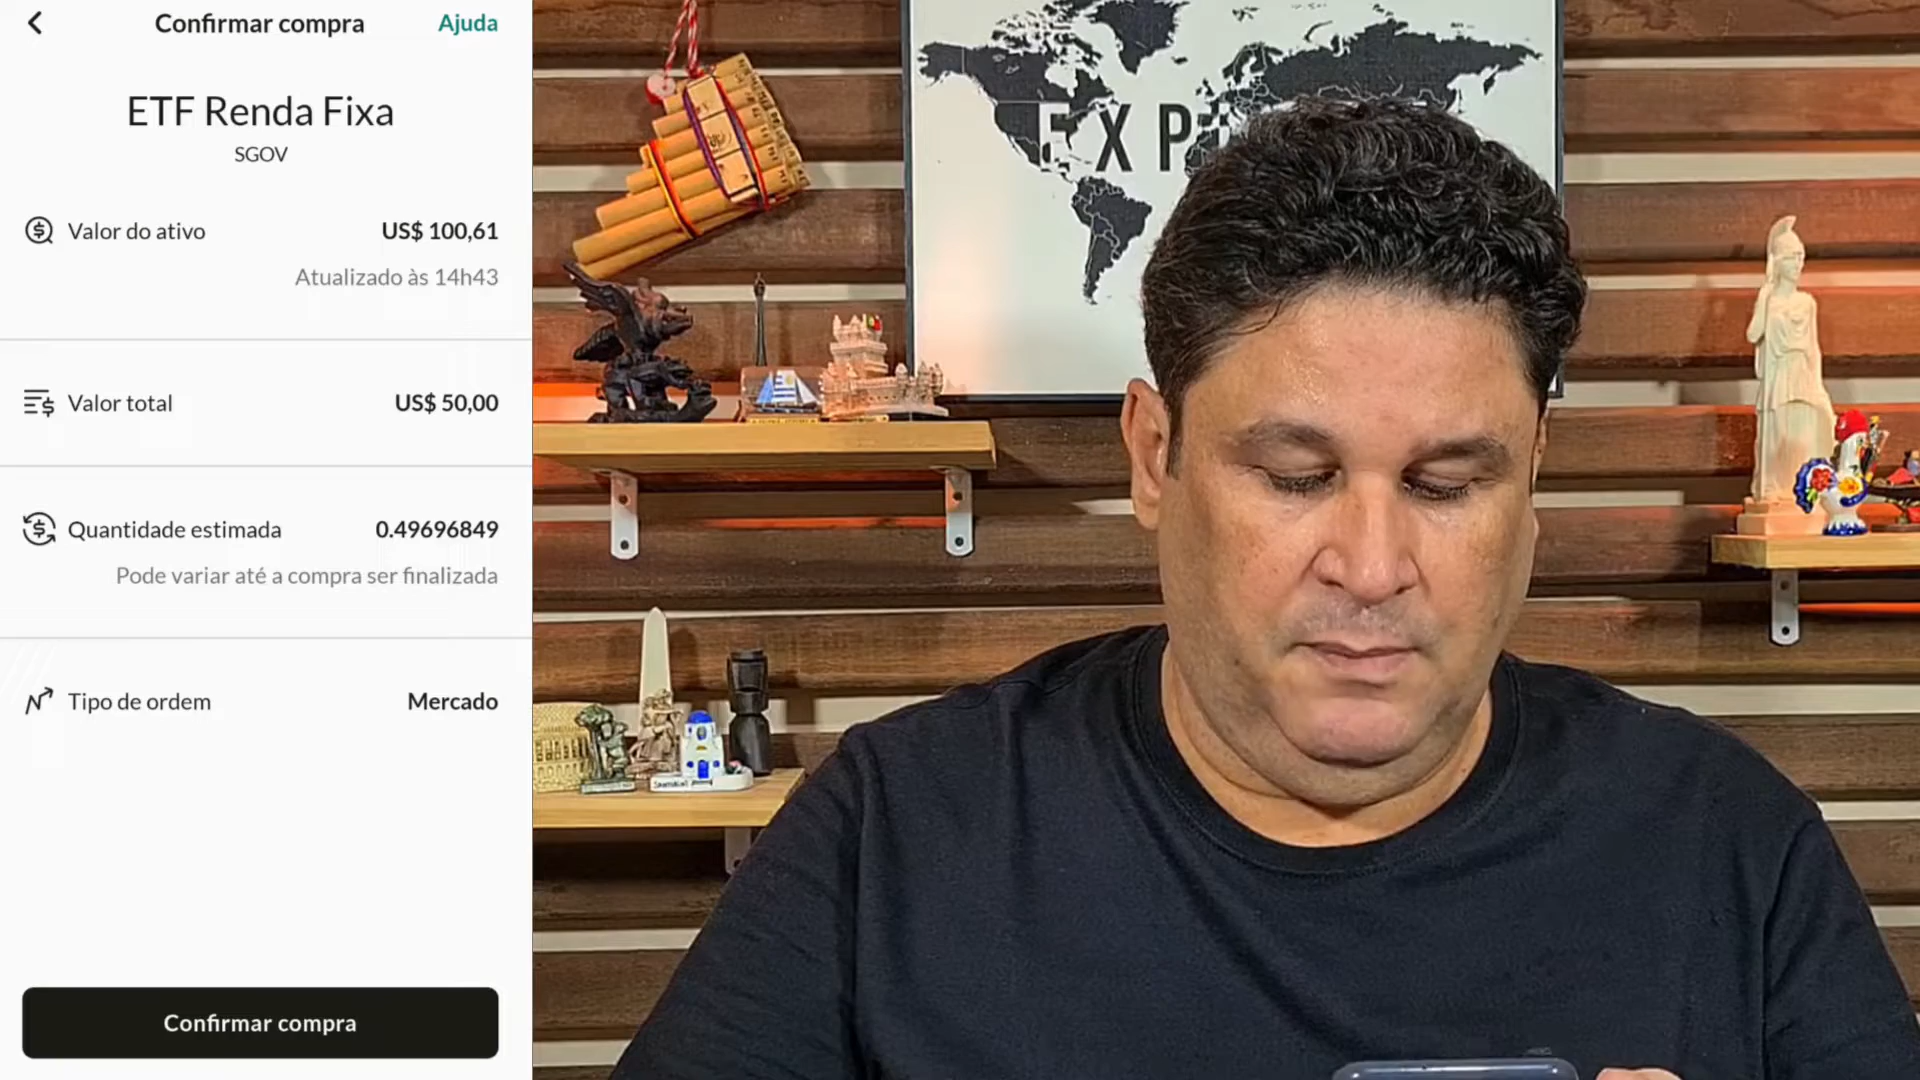 Confirmar compra
Ajuda
ETF Renda Fixa
SGOV
Valor do ativo
US$ 100,61
Atualizado às 14h43
Valor total
US$ 50,00
Quantidade estimada
0.49696849
Pode variar até a compra ser finalizada
Tipo de ordem
Mercado
Confirmar compra
EXP